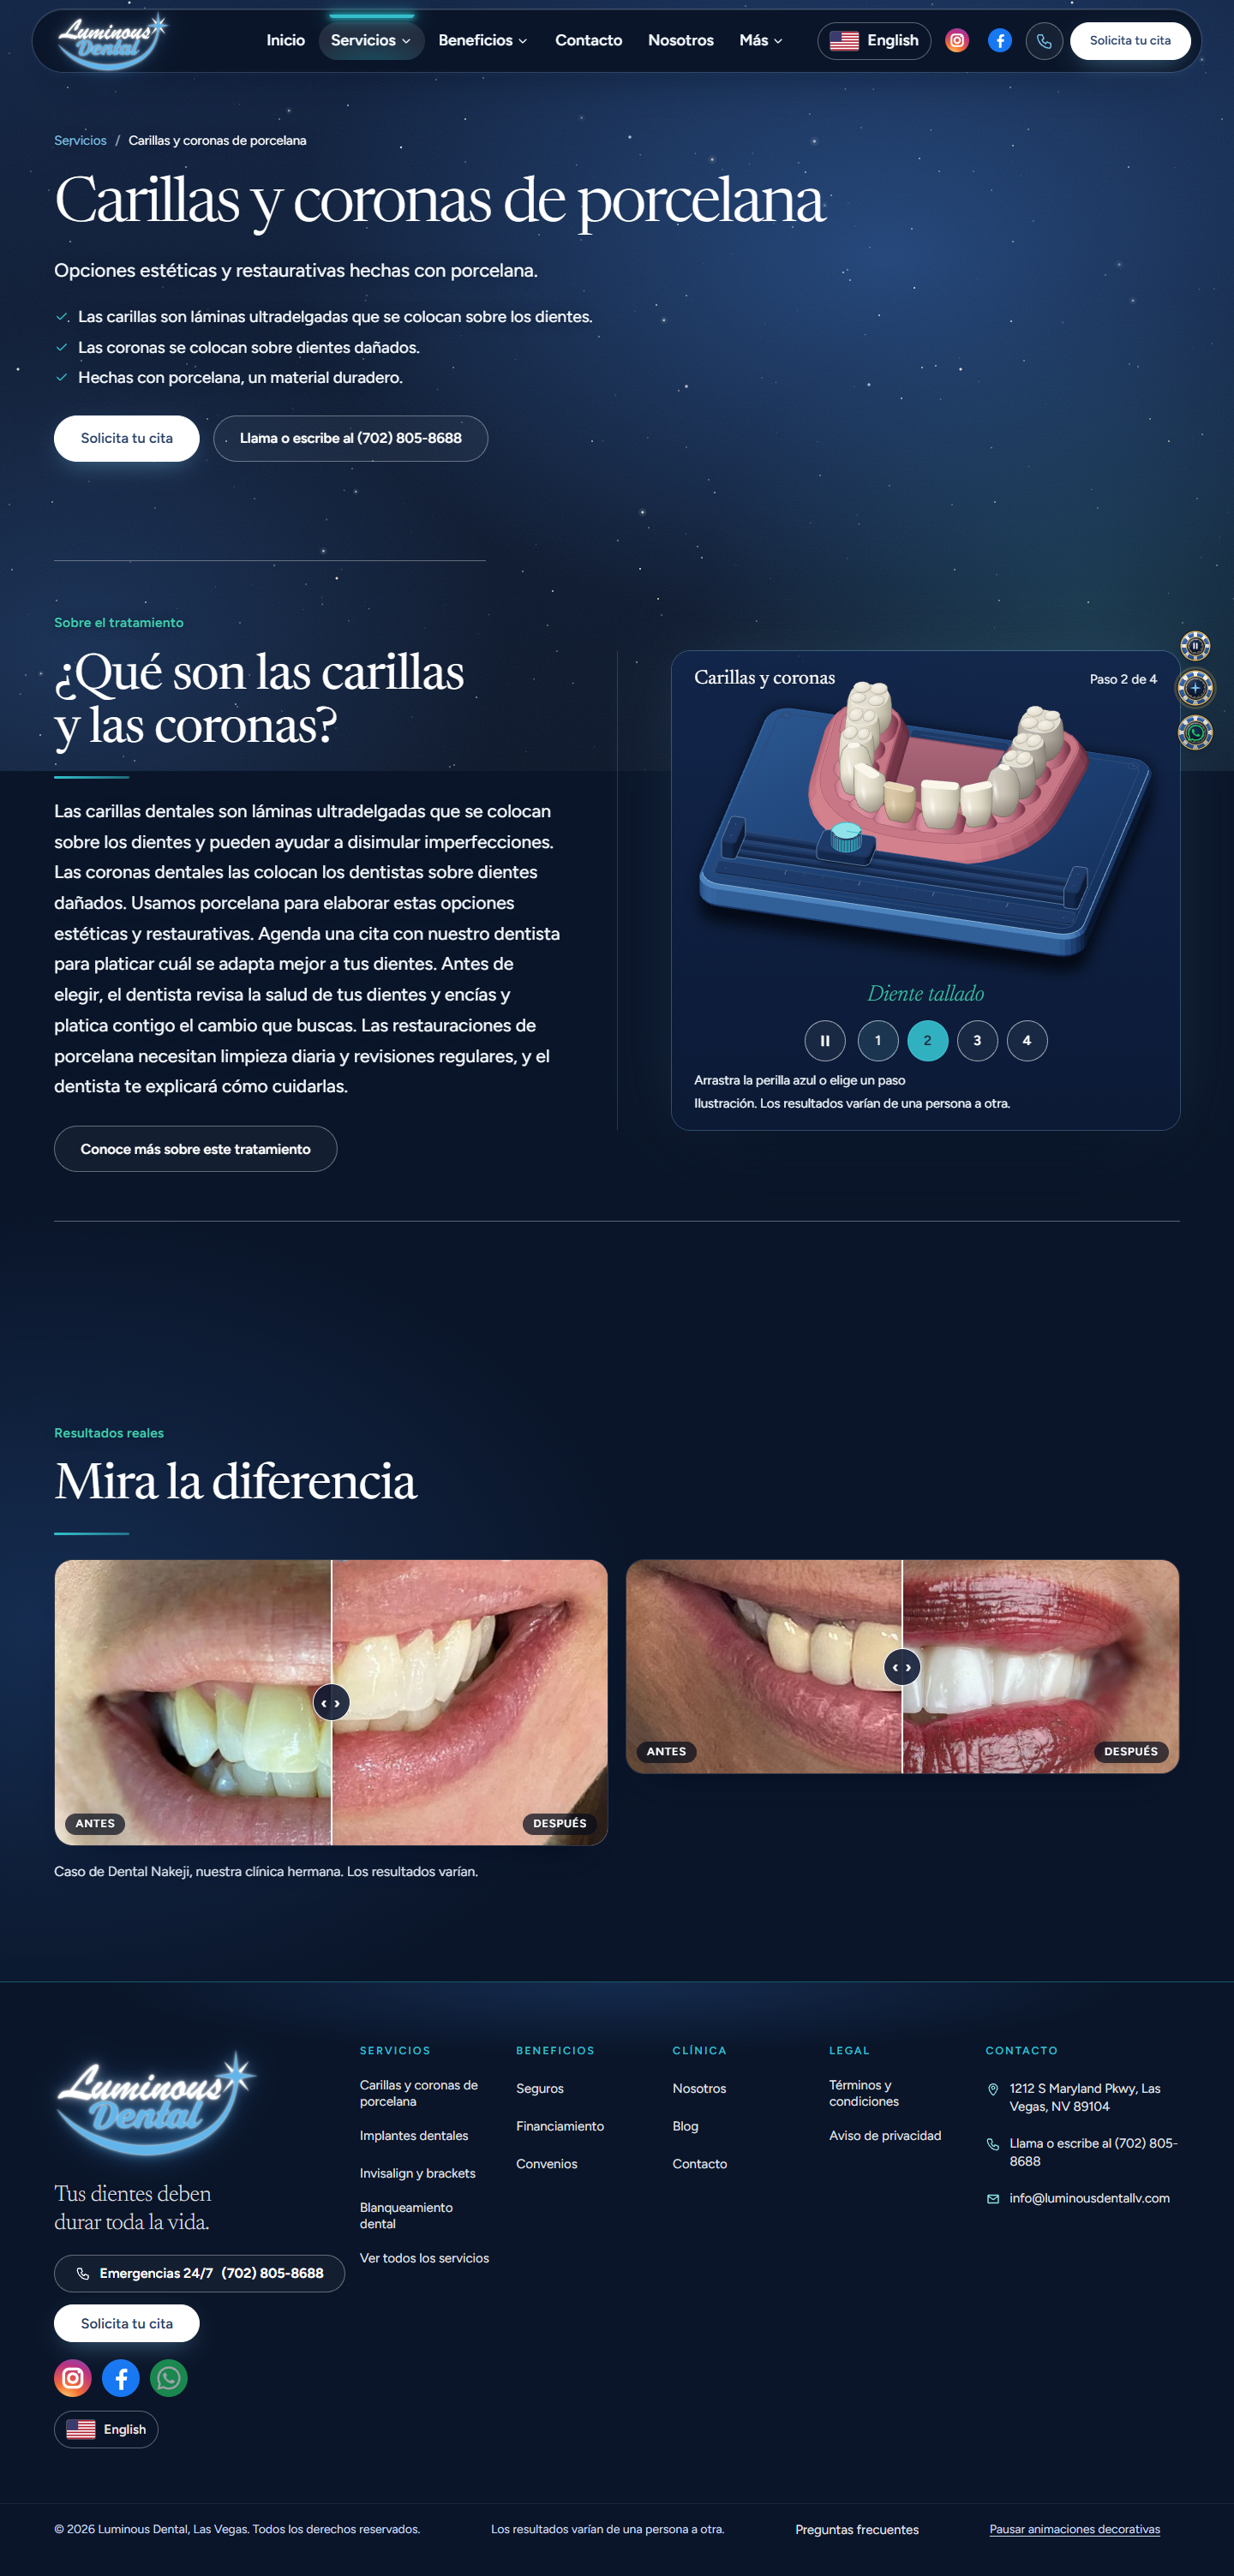 Luminous
Dental
Inicio
Servicios
Beneficios
Contacto
Nosotros
Más
English
Solicita tu cita
Servicios / Carillas y coronas de porcelana
Carillas y coronas de porcelana
Opciones estéticas y restaurativas hechas con porcelana.
Las carillas son láminas ultradelgadas que se colocan sobre los dientes.
Las coronas se colocan sobre dientes dañados.
Hechas con porcelana, un material duradero.
Solicita tu cita
Llama o escribe al (702) 805-8688
Sobre el tratamiento
¿Qué son las carillas
y las coronas?
Las carillas dentales son láminas ultradelgadas que se colocan
sobre los dientes y pueden ayudar a disimular imperfecciones.
Las coronas dentales las colocan los dentistas sobre dientes
dañados. Usamos porcelana para elaborar estas opciones
estéticas y restaurativas. Agenda una cita con nuestro dentista
para platicar cuál se adapta mejor a tus dientes. Antes de
elegir, el dentista revisa la salud de tus dientes y encías y
platica contigo el cambio que buscas. Las restauraciones de
porcelana necesitan limpieza diaria y revisiones regulares, y el
dentista te explicará cómo cuidarlas.
Conoce más sobre este tratamiento
Carillas y coronas
Paso 2 de 4
Diente tallado
1
2
3
4
Arrastra la perilla azul o elige un paso
Ilustración. Los resultados varían de una persona a otra.
Resultados reales
Mira la diferencia
ANTES
DESPUÉS
ANTES
DESPUÉS
Caso de Dental Nakeji, nuestra clínica hermana. Los resultados varían.
Luminous
Dental
Tus dientes deben
durar toda la vida.
Emergencias 24/7 (702) 805-8688
Solicita tu cita
English
SERVICIOS
Carillas y coronas de
porcelana
Implantes dentales
Invisalign y brackets
Blanqueamiento
dental
Ver todos los servicios
BENEFICIOS
Seguros
Financiamiento
Convenios
CLÍNICA
Nosotros
Blog
Contacto
LEGAL
Términos y
condiciones
Aviso de privacidad
CONTACTO
1212 S Maryland Pkwy, Las
Vegas, NV 89104
Llama o escribe al (702) 805-
8688
info@luminousdentallv.com
© 2026 Luminous Dental, Las Vegas. Todos los derechos reservados.
Los resultados varían de una persona a otra.
Preguntas frecuentes
Pausar animaciones decorativas